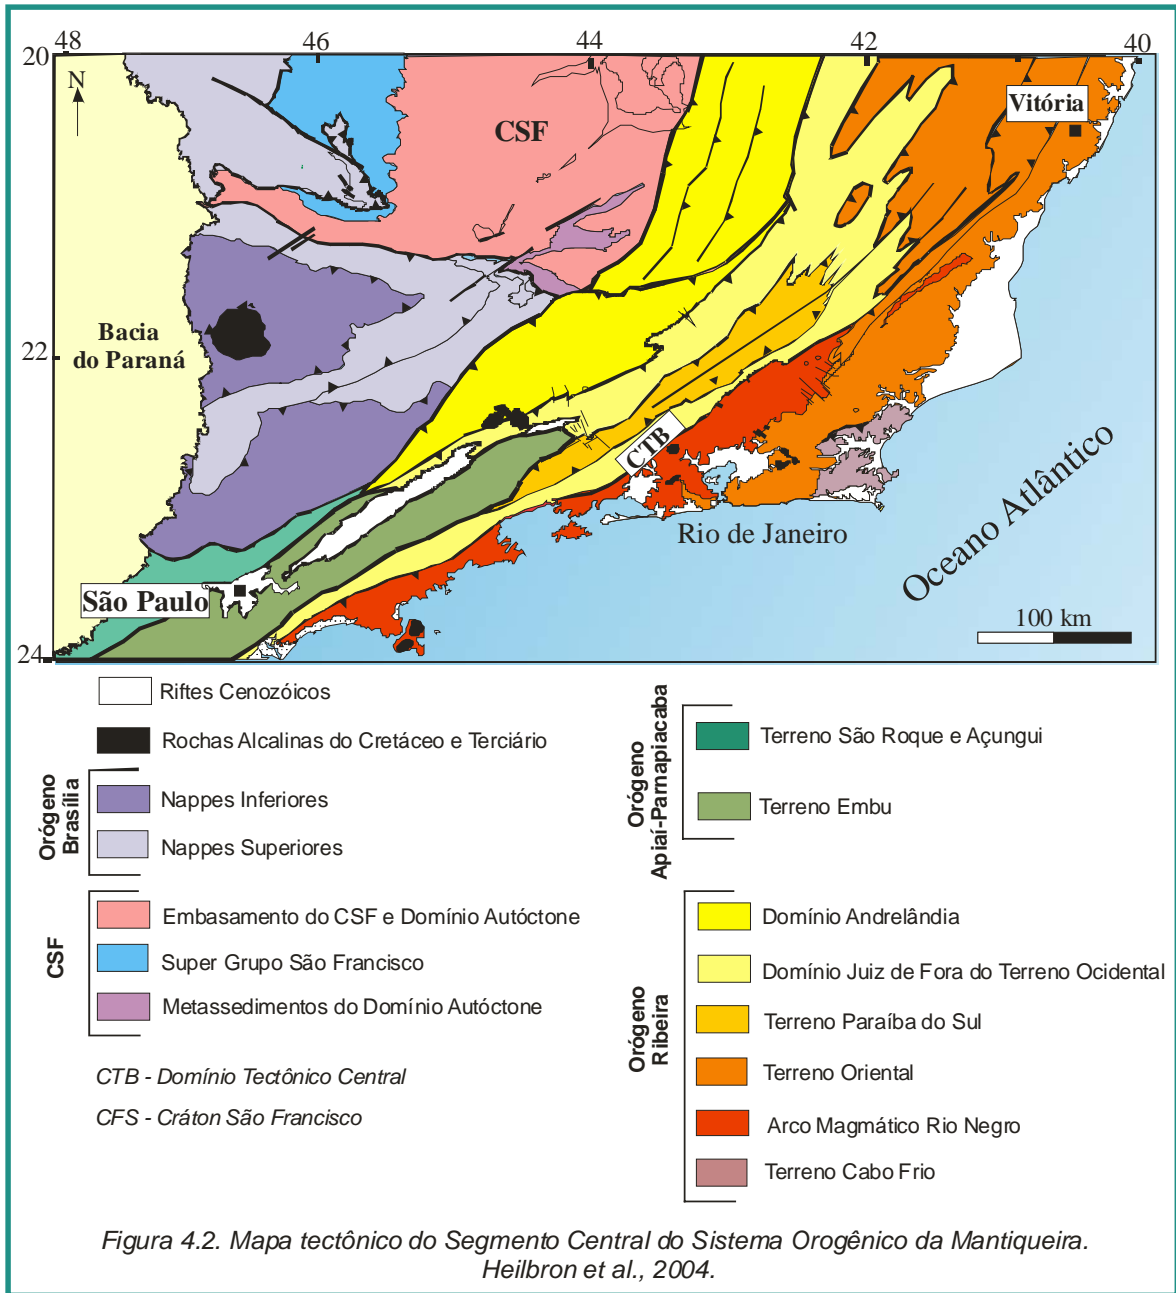 48
46
44
42
40
20
N
CSF
Vitória
Bacia
do Paraná
22
CTB
Rio de Janeiro
Oceano Atlântico
São Paulo
100 km
24
Riftes Cenozóicos
Rochas Alcalinas do Cretáceo e Terciário
Orógeno
Brasília
Nappes Inferiores
Nappes Superiores
CSF
Embasamento do CSF e Domínio Autóctone
Super Grupo São Francisco
Metassedimentos do Domínio Autóctone
CTB - Domínio Tectônico Central
CFS - Cráton São Francisco
Orógeno
Apiaí-Parnapiacaba
Terreno São Roque e Açungui
Terreno Embu
Orógeno
Ribeira
Domínio Andrelândia
Domínio Juiz de Fora do Terreno Ocidental
Terreno Paraíba do Sul
Terreno Oriental
Arco Magmático Rio Negro
Terreno Cabo Frio
Figura 4.2. Mapa tectônico do Segmento Central do Sistema Orogênico da Mantiqueira.
Heilbron et al., 2004.